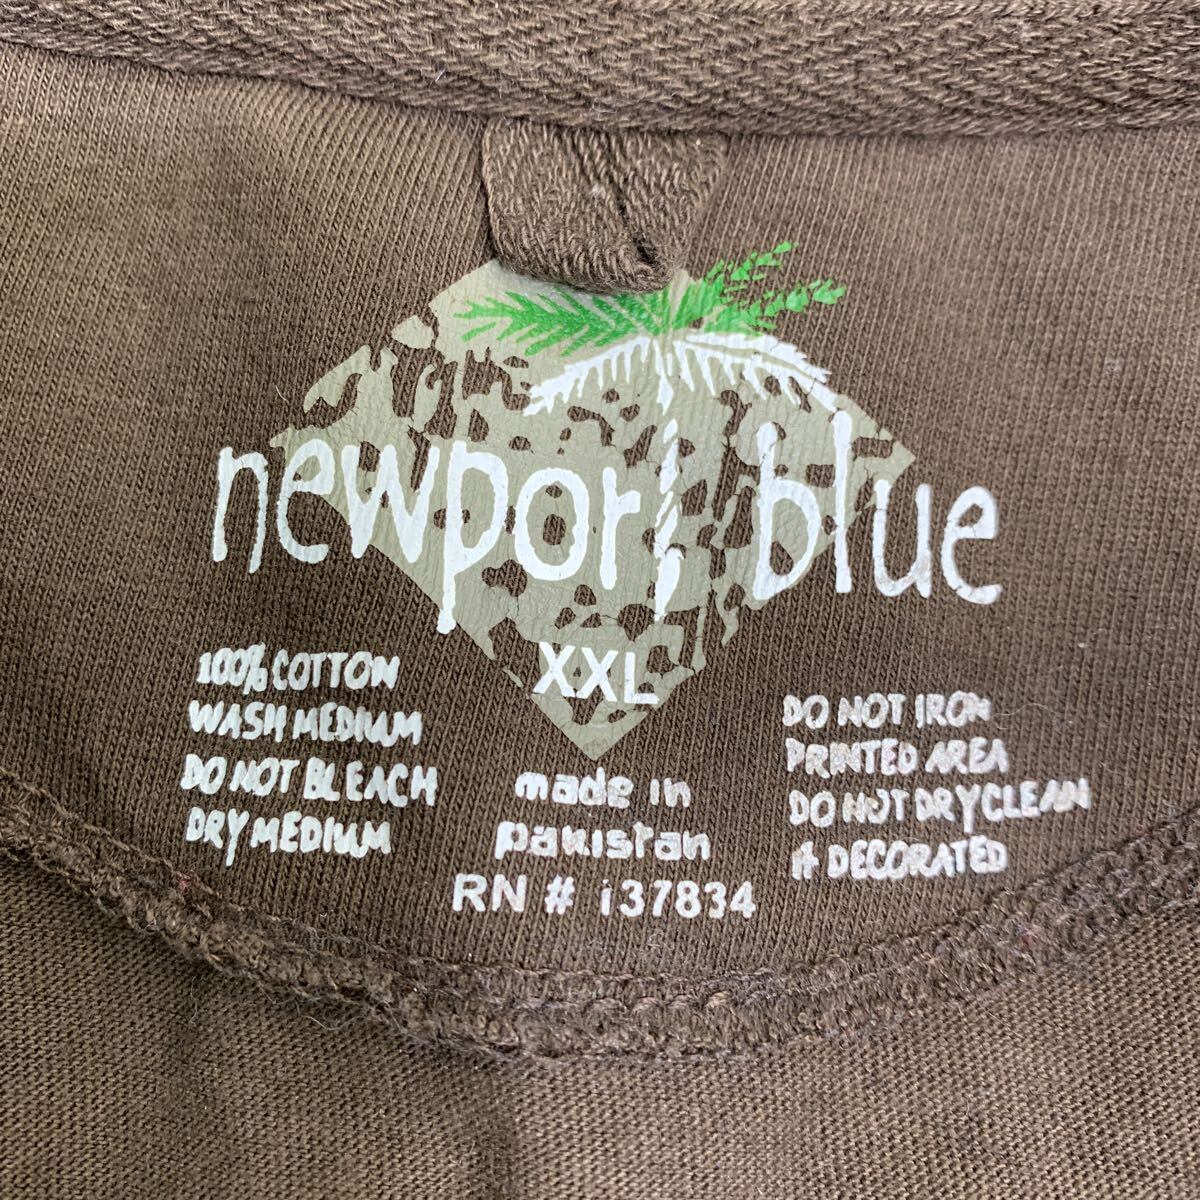 newport blue
XXL
100% COTTON
WASH MEDIUM
DO NOT BLEACH
DRY MEDIUM
made in
pakistan
RN # 137834
DO NOT IRON
PRINTED AREA
DO NOT DRYCLEAN
# DECORATED